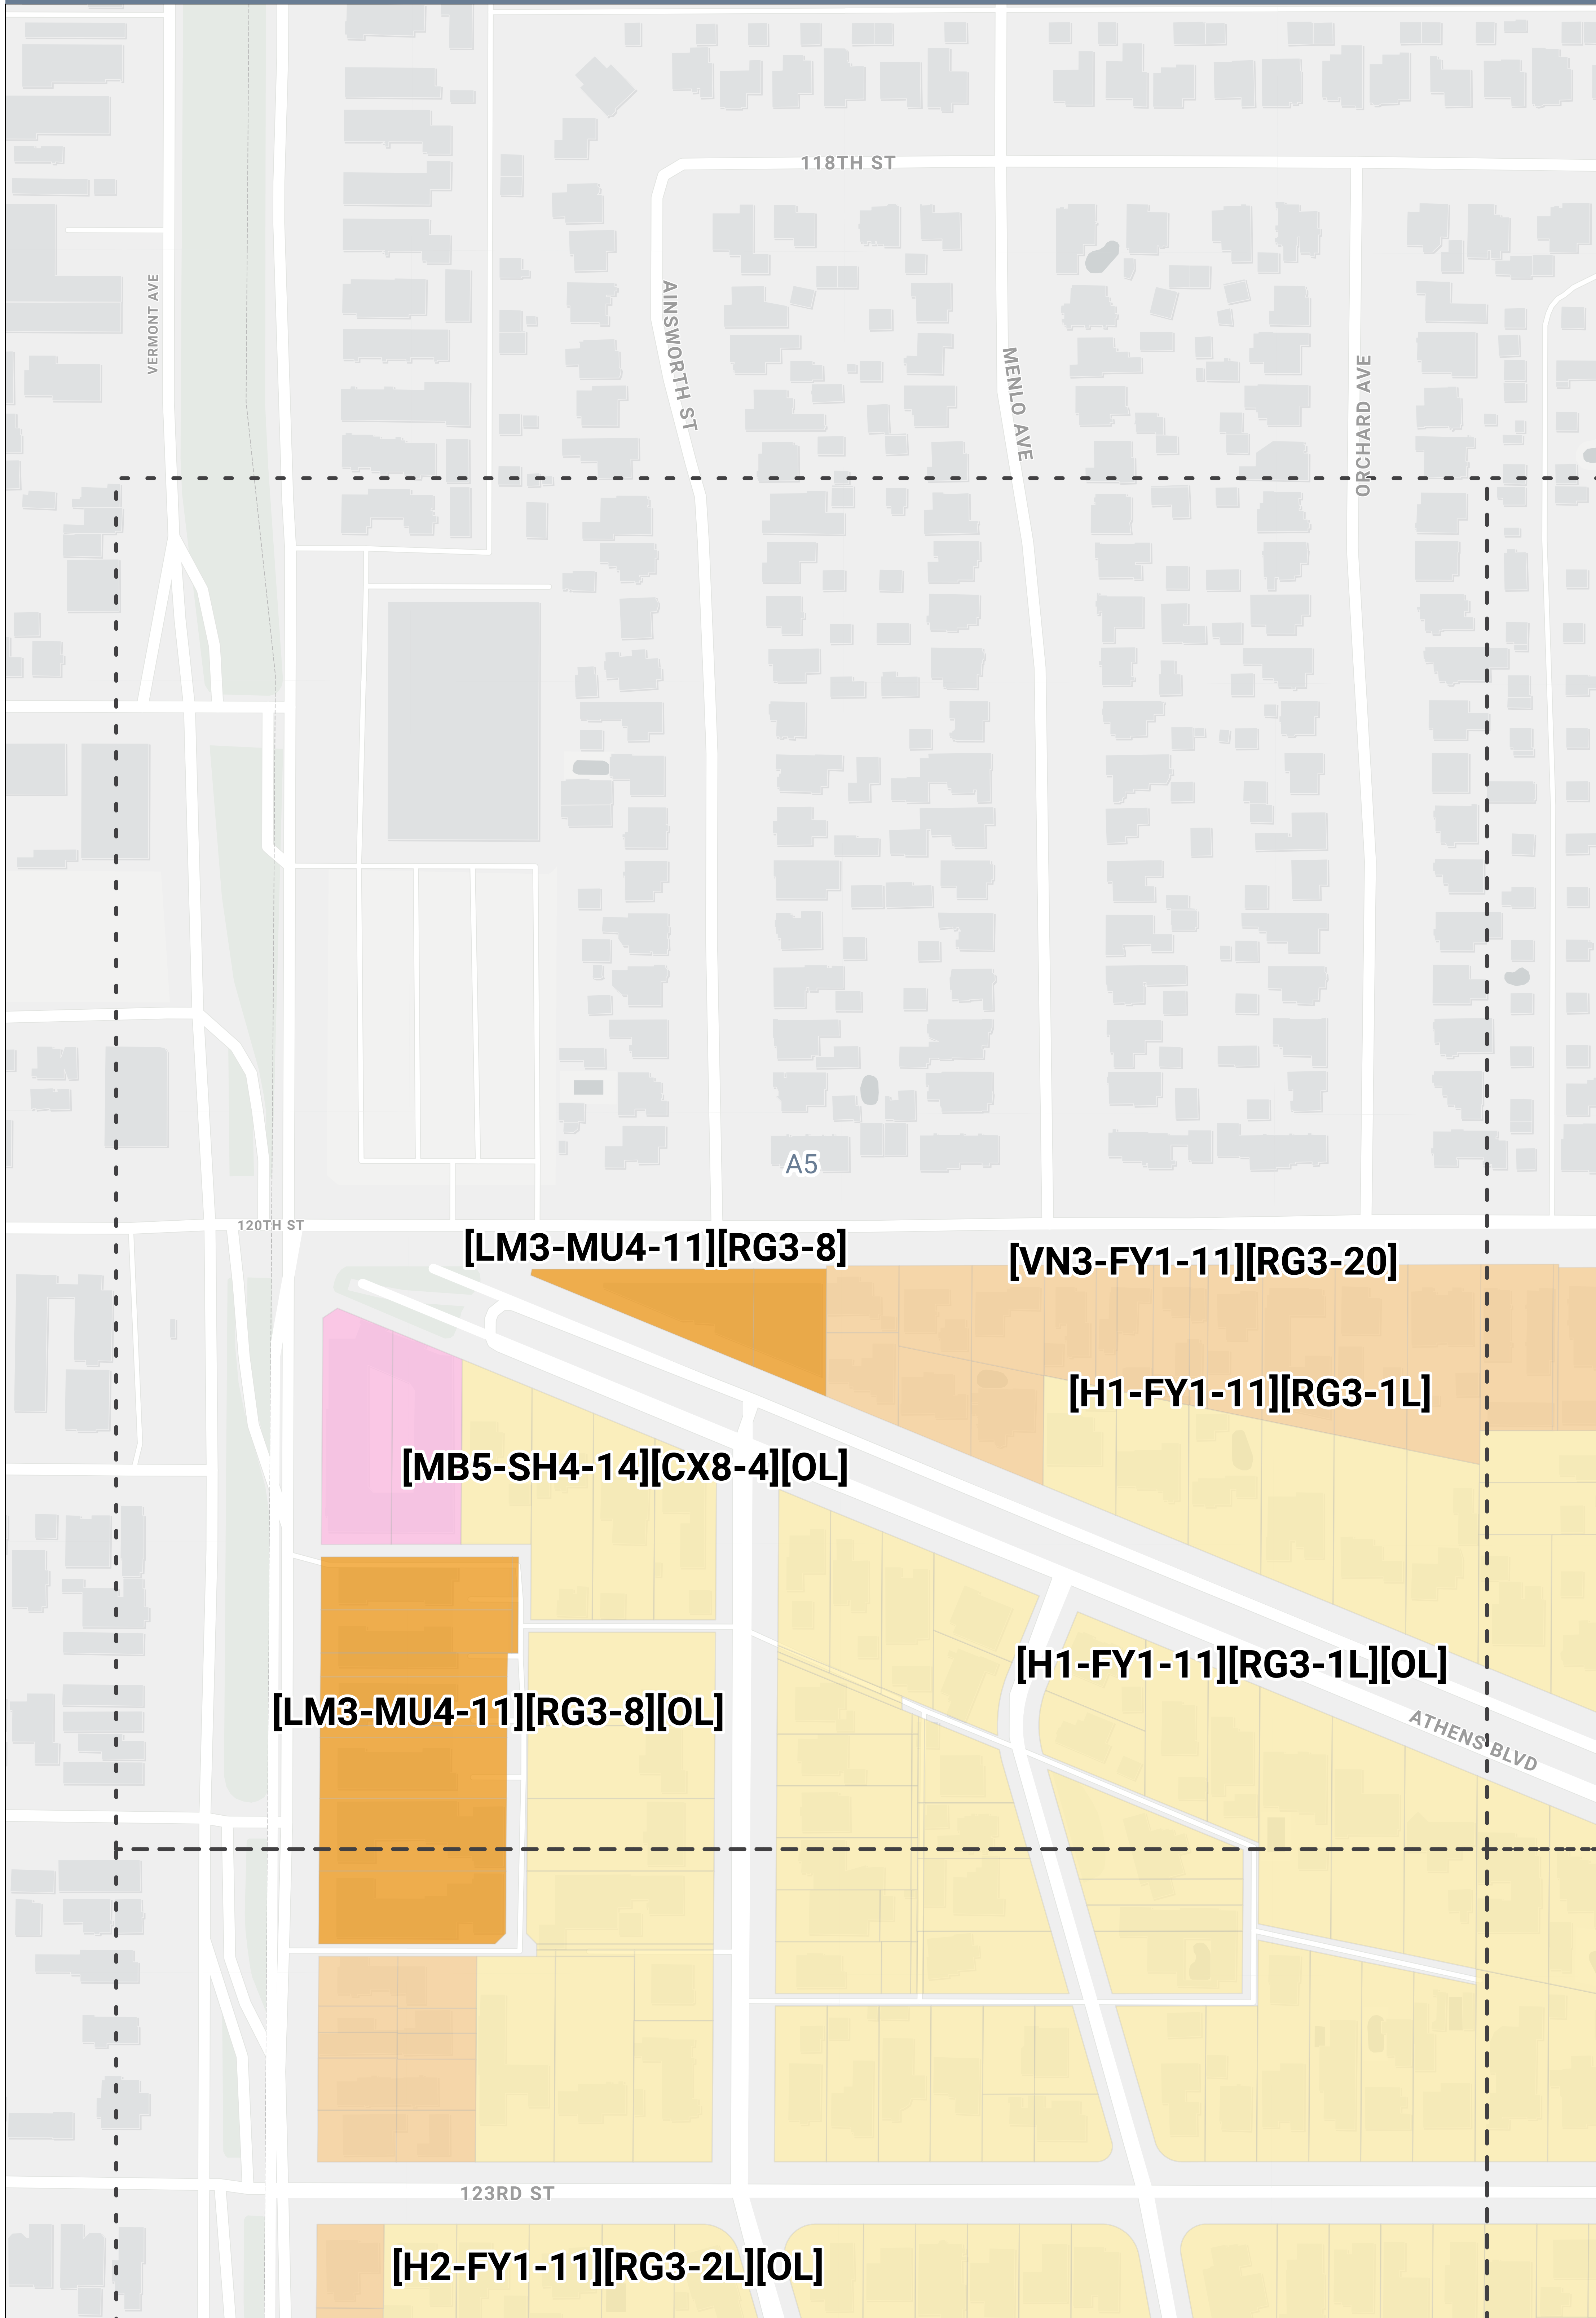 118TH ST
VERMONT AVE
AINSWORTH ST
MENLO AVE
ORCHARD AVE
A5
120TH ST
[LM3-MU4-11][RG3-8]
[VN3-FY1-11][RG3-20]
[H1-FY1-11][RG3-1L]
[MB5-SH4-14][CX8-4][OL]
[H1-FY1-11][RG3-1L][OL]
[LM3-MU4-11][RG3-8][OL]
ATHENS BLVD
123RD ST
[H2-FY1-11][RG3-2L][OL]